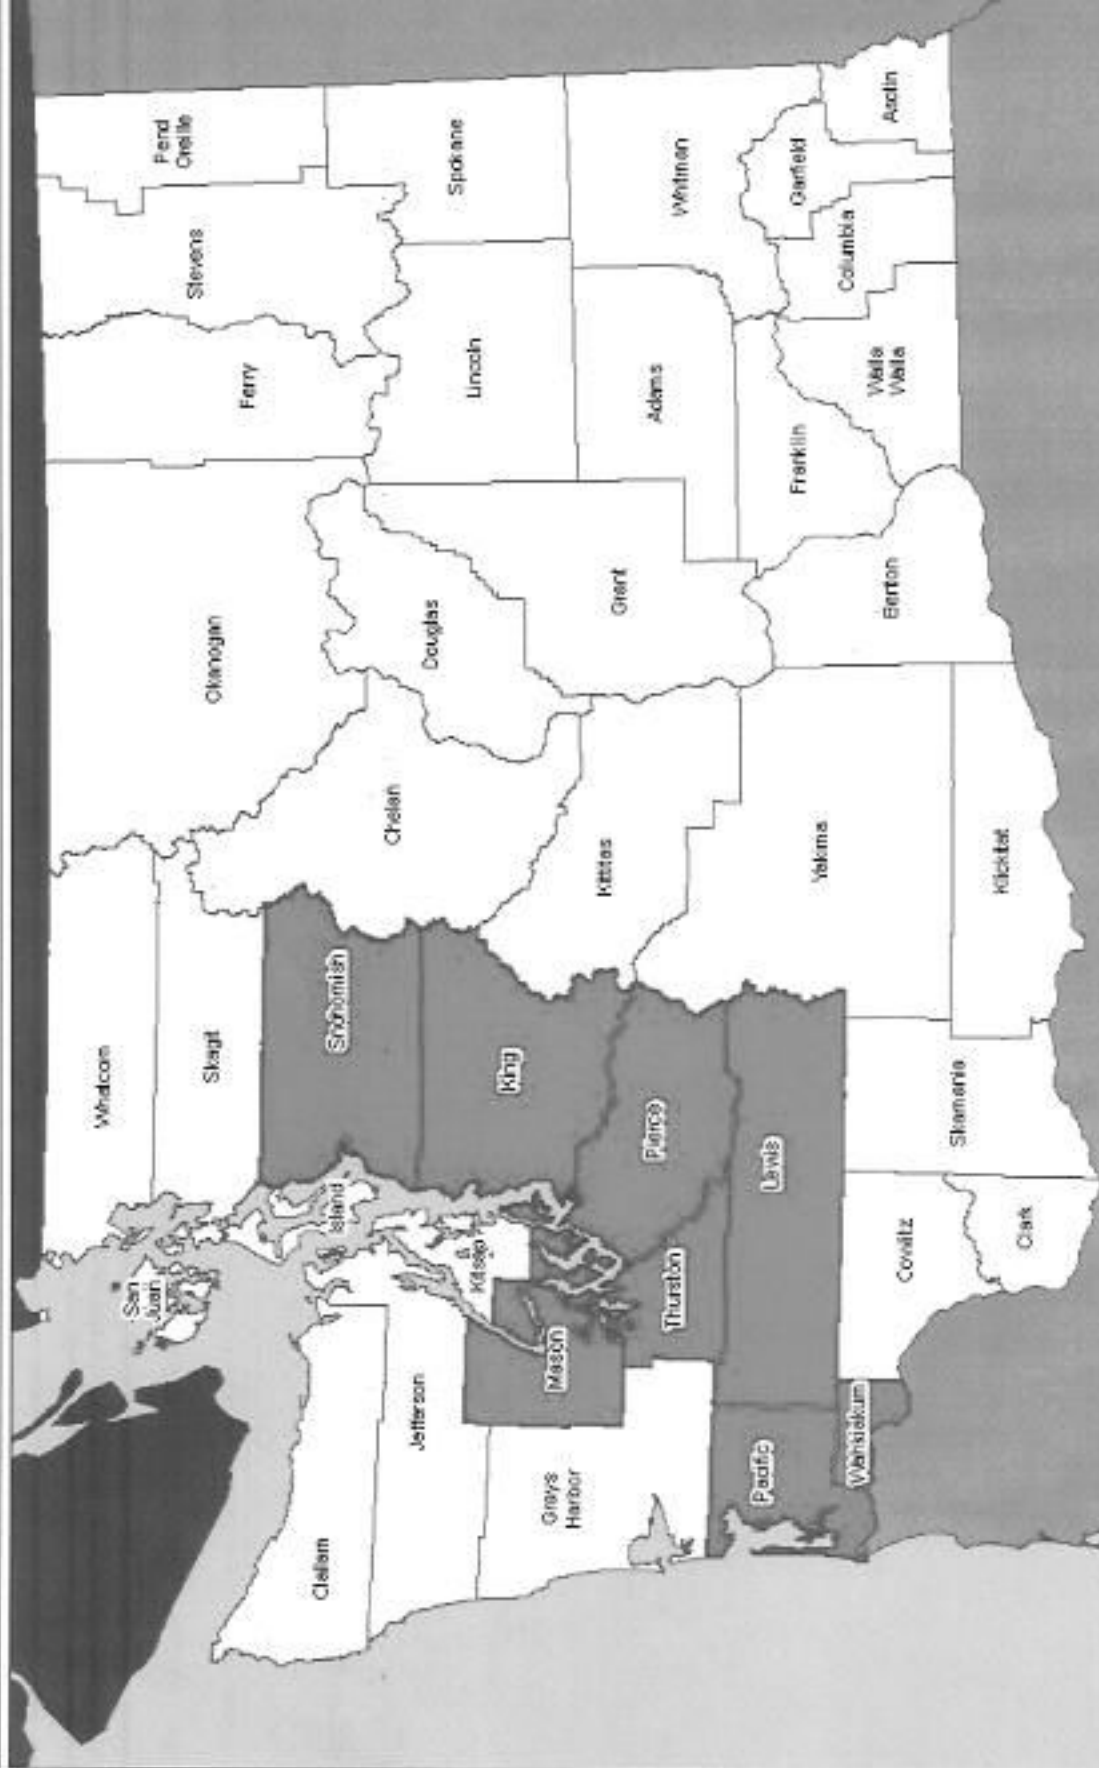 Whatcom
San
Juan
Skagit
Okanogan
Ferry
Stevens
Pend
Oreille
Clallam
Island
Snohomish
Chelan
Jefferson
Kitsap
King
Douglas
Lincoln
Spokane
Grays
Harbor
Mason
Kittitas
Grant
Adams
Whitman
Thurston
Pierce
Pacific
Lewis
Yakima
Franklin
Garfield
Columbia
Asotin
Wahkiakum
Cowlitz
Skamania
Benton
Walla
Walla
Clark
Klickitat